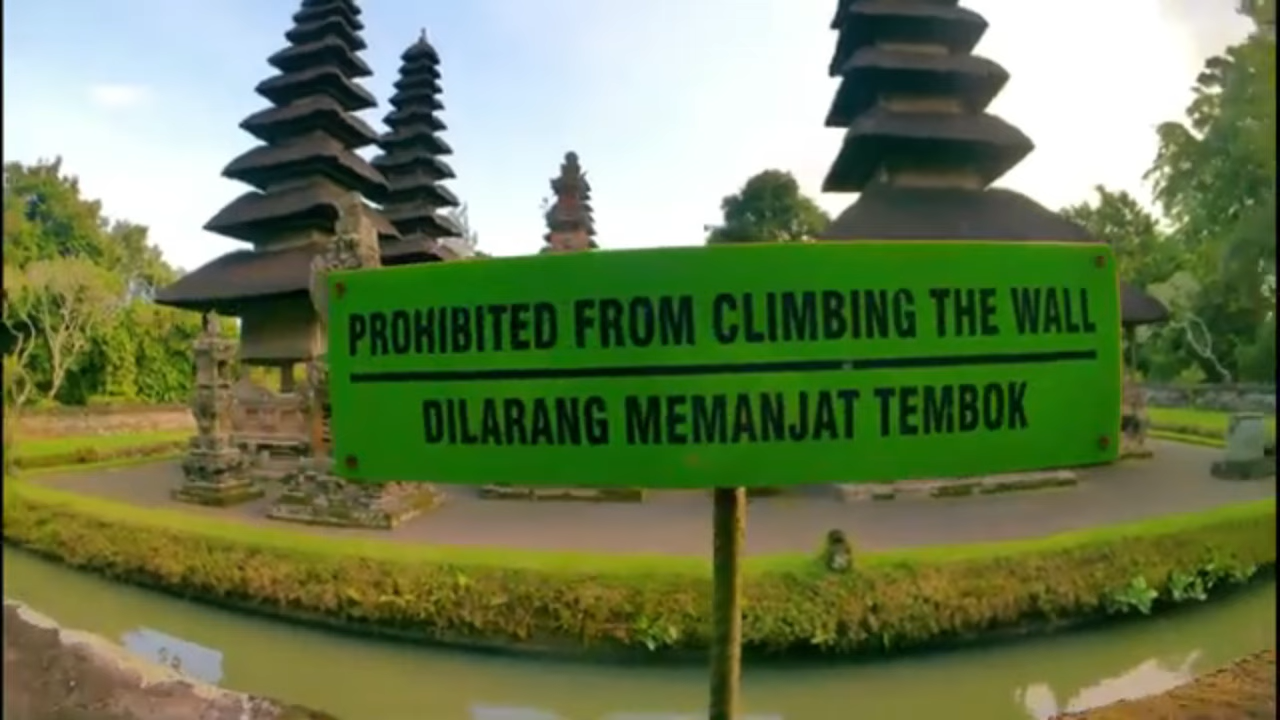 PROHIBITED FROM CLIMBING THE WALL
DILARANG MEMANJAT TEMBOK